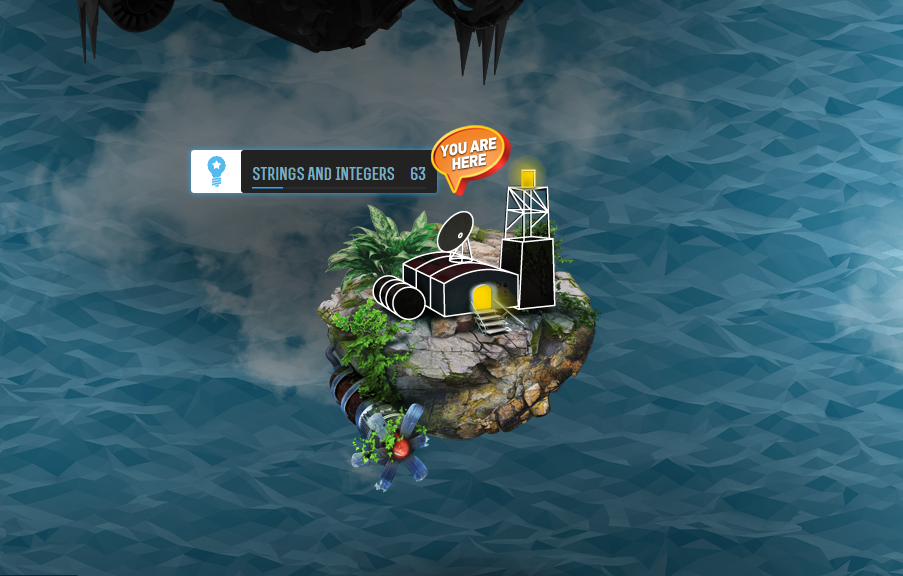 YOU ARE
HERE
STRINGS AND INTEGERS 63